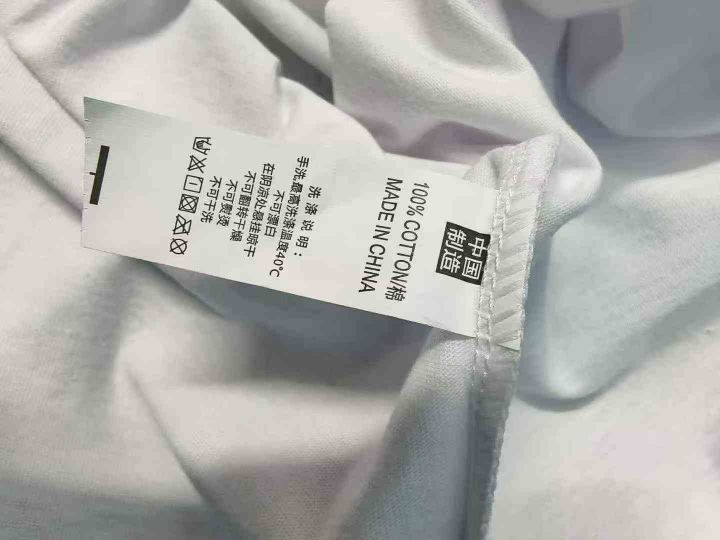 中国
制造
100% COTTON/棉
MADE IN CHINA
洗涤说明：
手洗最高洗涤温度40°C
不可漂白
在阴凉处悬挂晾干
不可翻转干燥
不可熨烫
不可干洗